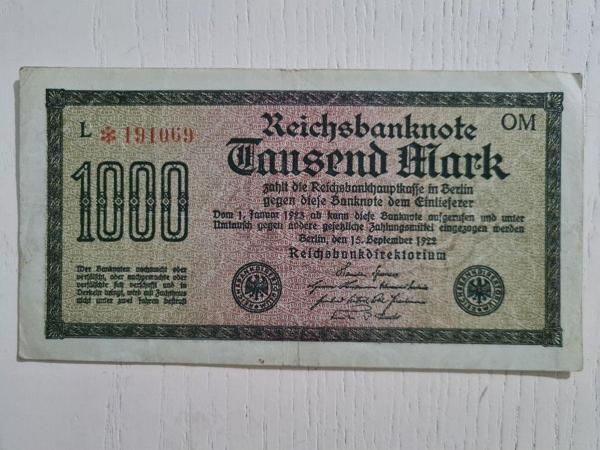 L * 191069
OM
Reichsbanknote
Tausend Mark
1000
zahlt die Reichsbankhauptkasse in Berlin
gegen diese Banknote dem Einlieferer
Vom 1. Januar 1923 ab kann diese Banknote aufgerufen und unter
Umtausch gegen andere gesetzliche Zahlungsmittel eingezogen werden
Berlin, den 15. September 1922
Reichsbankdirektorium
Wer Banknoten nachmacht oder
verfälscht, oder nachgemachte oder
verfälschte sich verschafft und in
Verkehr bringt, wird mit Zuchthaus
nicht unter zwei Jahren bestraft